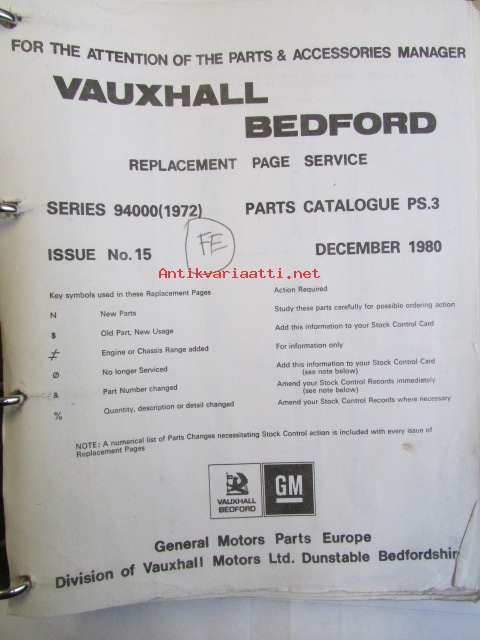 FOR THE ATTENTION OF THE PARTS & ACCESSORIES MANAGER
VAUXHALL
BEDFORD
REPLACEMENT PAGE SERVICE
SERIES 94000(1972) PARTS CATALOGUE PS.3
FE
ISSUE No.15 DECEMBER 1980
Antikvariaatti.net
Key symbols used in these Replacement Pages Action Required
N New Parts Study these parts carefully for possible ordering action
$ Old Part, New Usage Add this information to your Stock Control Card
≠ Engine or Chassis Range added For information only
Ø No longer Serviced Add this information to your Stock Control Card
(see note below)
& Part Number changed Amend your Stock Control Records immediately
(see note below)
% Quantity, description or detail changed Amend your Stock Control Records where necessary
NOTE: A numerical list of Parts Changes necessitating Stock Control action is included with every issue of
Replacement Pages
VAUXHALL
BEDFORD
GM
General Motors Parts Europe
Division of Vauxhall Motors Ltd. Dunstable Bedfordshir